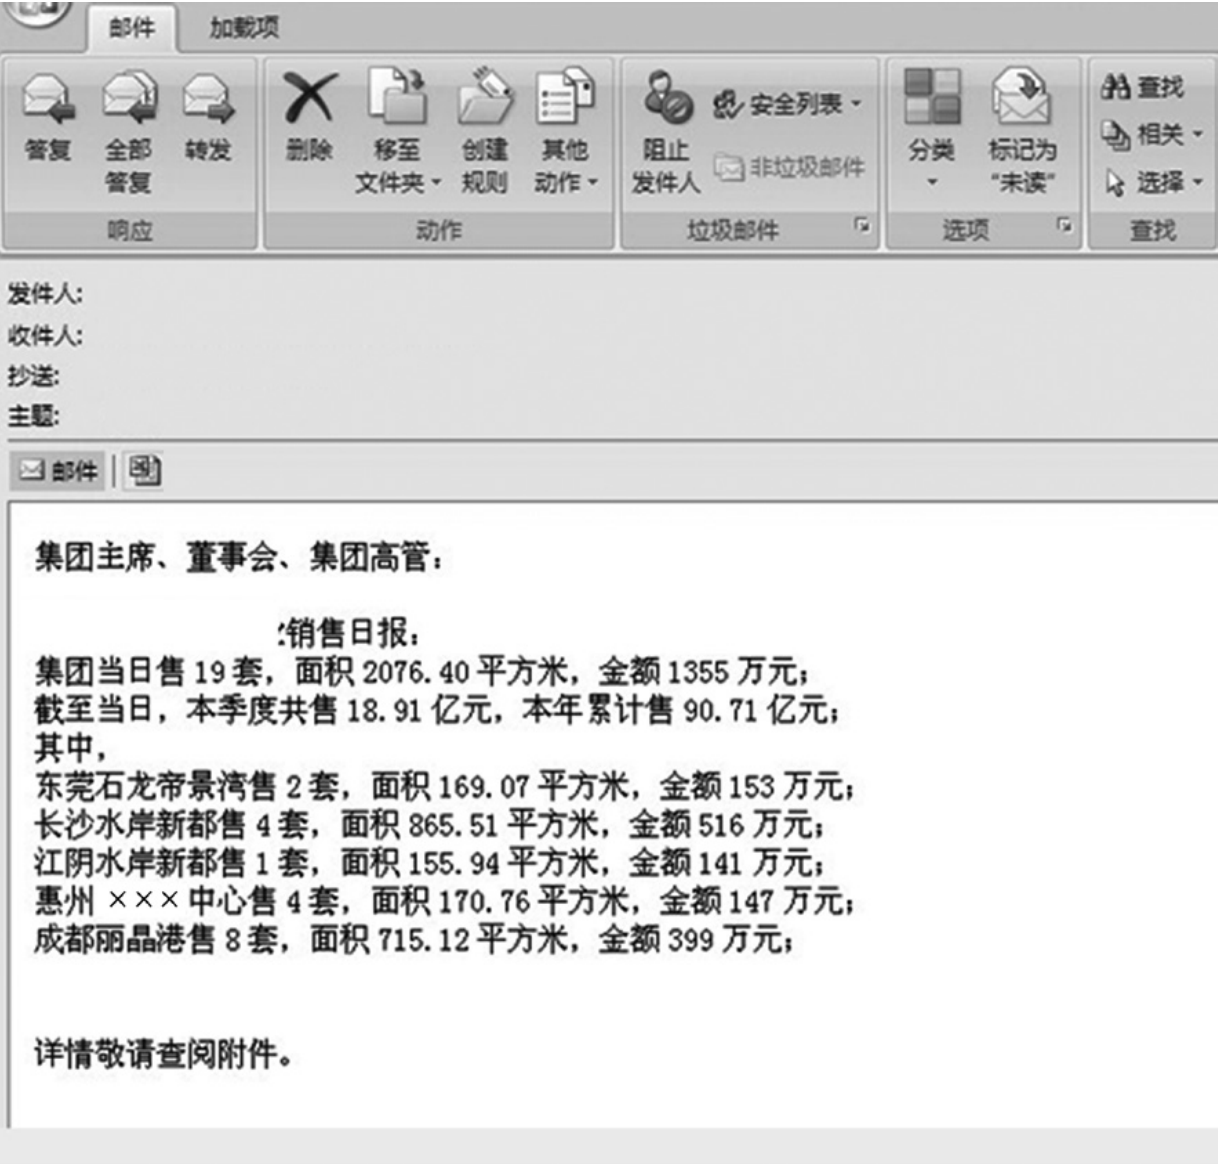 邮件 加载项
答复 全部答复 转发 删除 移至文件夹 创建规则 其他动作 阻止发件人 安全列表 非垃圾邮件 分类 标记为“未读” 查找 相关 选择
响应 动作 垃圾邮件 选项 查找
发件人:
收件人:
抄送:
主题:
邮件
集团主席、董事会、集团高管：
销售日报：
集团当日售 19 套，面积 2076.40 平方米，金额 1355 万元；
截至当日，本季度共售 18.91 亿元，本年累计售 90.71 亿元；
其中，
东莞石龙帝景湾售 2 套，面积 169.07 平方米，金额 153 万元；
长沙水岸新都售 4 套，面积 865.51 平方米，金额 516 万元；
江阴水岸新都售 1 套，面积 155.94 平方米，金额 141 万元；
惠州 ××× 中心售 4 套，面积 170.76 平方米，金额 147 万元；
成都丽晶港售 8 套，面积 715.12 平方米，金额 399 万元；
详情敬请查阅附件。